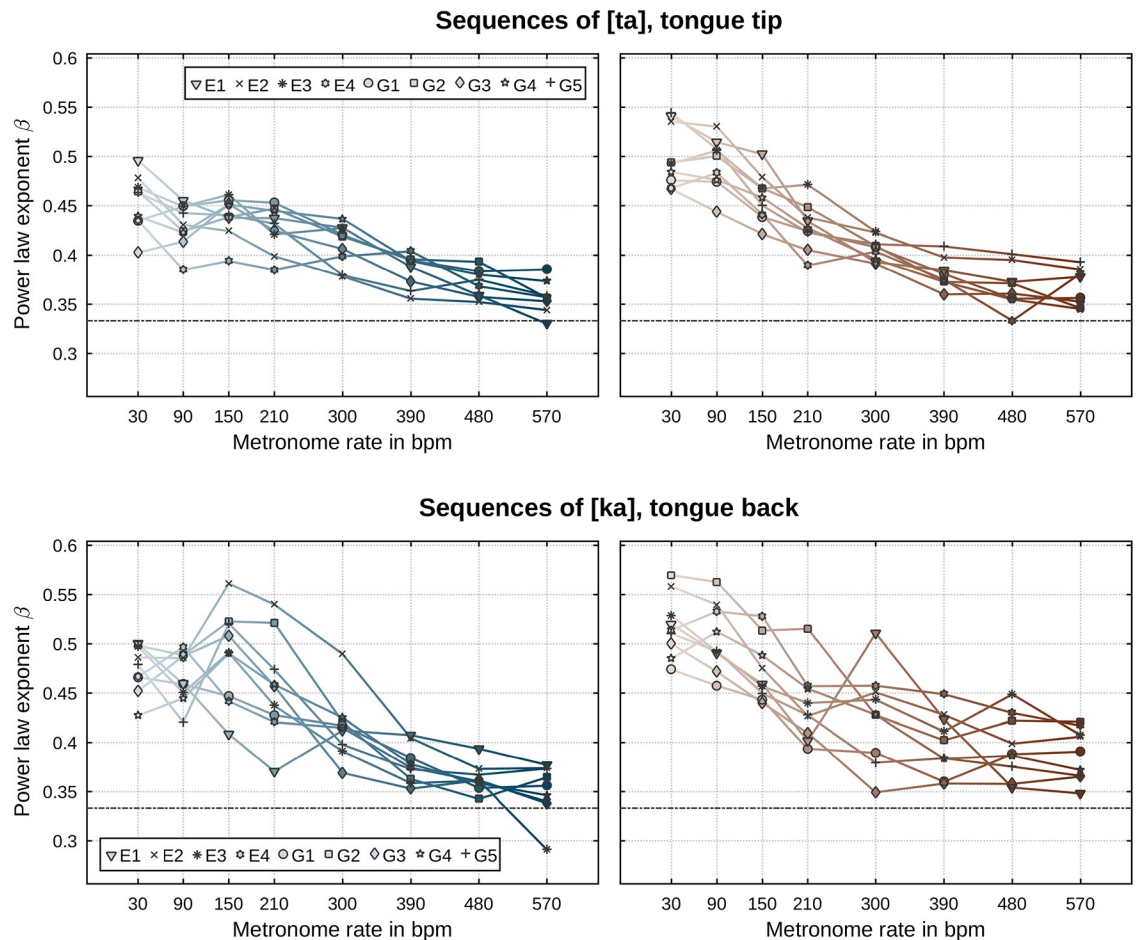 Sequences of [ta], tongue tip
0.6
0.55
0.5
0.45
0.4
0.35
0.3
Power law exponent β
E1 E2 E3 E4 G1 G2 G3 G4 G5
30 90 150 210 300 390 480 570
Metronome rate in bpm
30 90 150 210 300 390 480 570
Metronome rate in bpm
Sequences of [ka], tongue back
0.6
0.55
0.5
0.45
0.4
0.35
0.3
Power law exponent β
E1 E2 E3 E4 G1 G2 G3 G4 G5
30 90 150 210 300 390 480 570
Metronome rate in bpm
30 90 150 210 300 390 480 570
Metronome rate in bpm